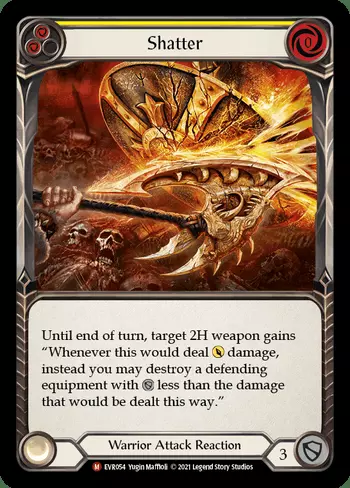 Shatter
0
Until end of turn, target 2H weapon gains
“Whenever this would deal damage,
instead you may destroy a defending
equipment with less than the damage
that would be dealt this way.”
Warrior Attack Reaction
3
M EVR054 Yugin Maffioli © 2021 Legend Story Studios